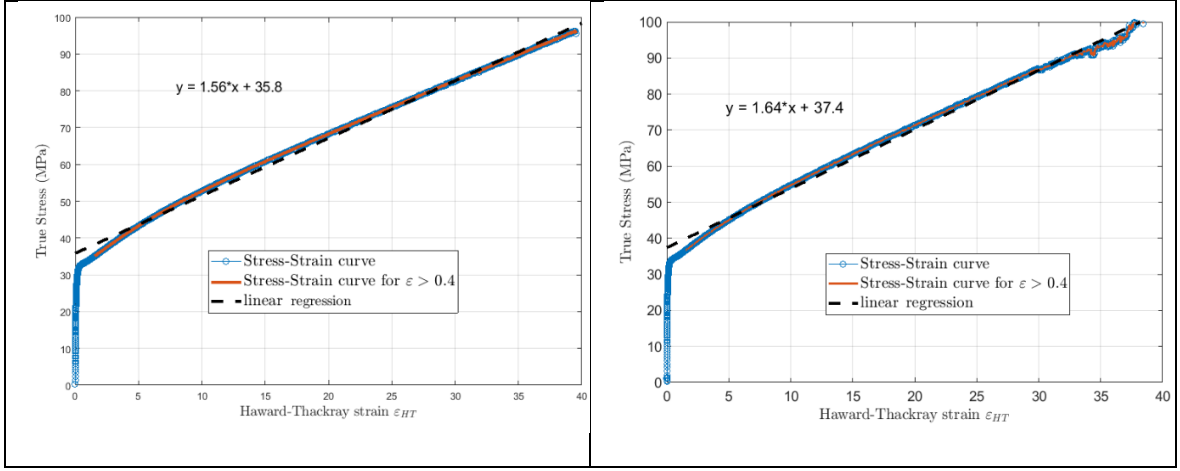 100
90
80
70
60
50
40
30
20
10
0
True Stress (MPa)
y = 1.56*x + 35.8
Stress-Strain curve
Stress-Strain curve for ε > 0.4
linear regression
0 5 10 15 20 25 30 35 40
Haward-Thackray strain ε_HT
100
90
80
70
60
50
40
30
20
10
0
True Stress (MPa)
y = 1.64*x + 37.4
Stress-Strain curve
Stress-Strain curve for ε > 0.4
linear regression
0 5 10 15 20 25 30 35 40
Haward-Thackray strain ε_HT